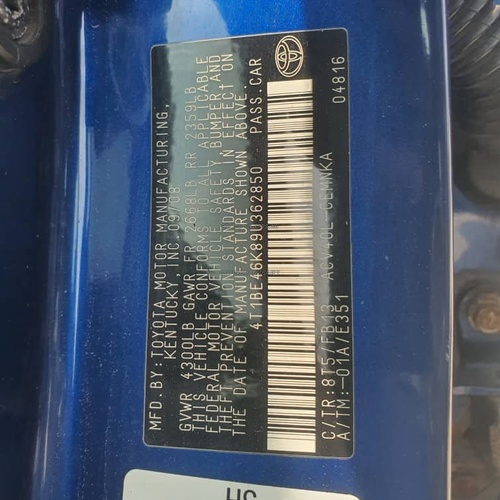 MFD. BY: TOYOTA MOTOR MANUFACTURING,
KENTUCKY, INC. 09/08
GVWR 4300LB GAWR FR 2668LB RR 2359LB
THIS VEHICLE CONFORMS TO ALL APPLICABLE
FEDERAL MOTOR VEHICLE SAFETY, BUMPER, AND
THEFT PREVENTION STANDARDS IN EFFECT ON
THE DATE OF MANUFACTURE SHOWN ABOVE.
4T1BE46K89U362850 PASS. CAR
C/TR: 8T5/FB13 ACV40L-CEMNKA
A/TM: -01A/E351
04816